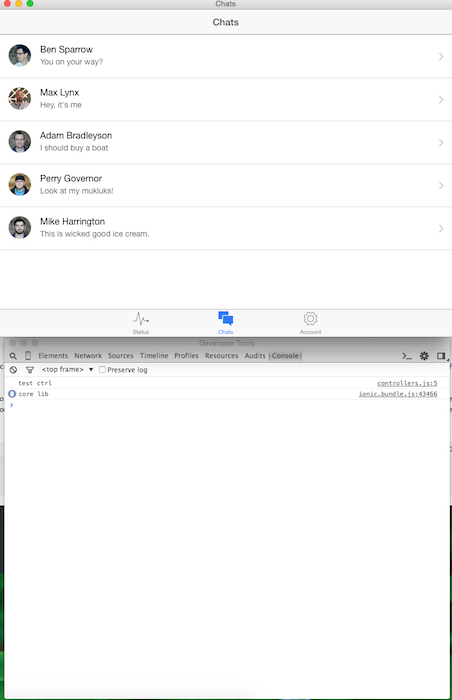 Chats
Chats
Ben Sparrow
You on your way?
Max Lynx
Hey, it's me
Adam Bradleyson
I should buy a boat
Perry Governor
Look at my mukluks!
Mike Harrington
This is wicked good ice cream.
Status Chats Account
Developer Tools
Elements Network Sources Timeline Profiles Resources Audits Console
<top frame> ▼ Preserve log
test ctrl controllers.js:5
core lib ionic.bundle.js:43466
>